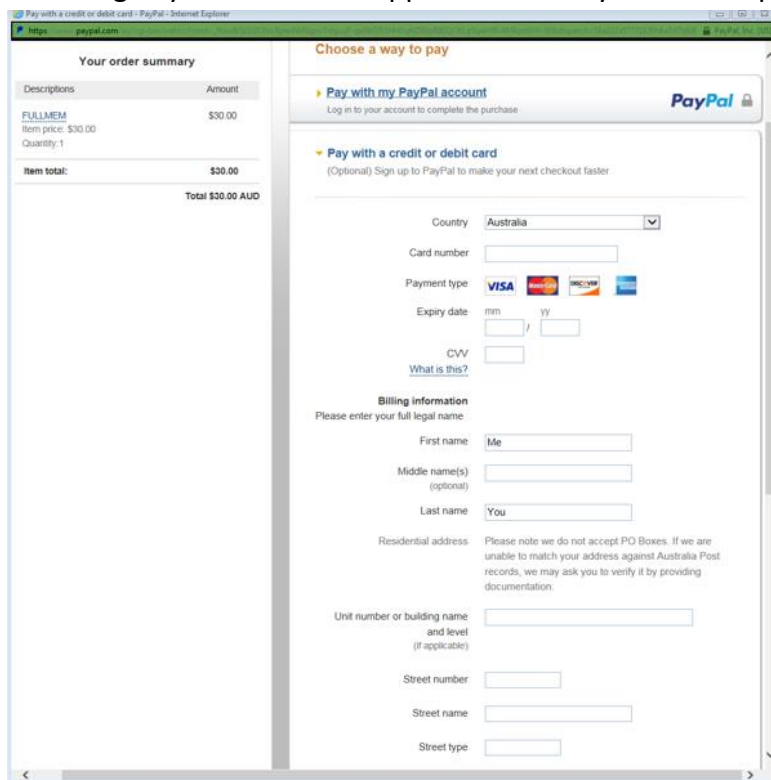 Pay with a credit or debit card - PayPal - Internet Explorer
https
paypal.com
PayPal, Inc. [US]
Your order summary
Descriptions Amount
FULLMEM $30.00
Item price: $30.00
Quantity: 1
Item total: $30.00
Total $30.00 AUD
Choose a way to pay
Pay with my PayPal account
Log in to your account to complete the purchase
PayPal
Pay with a credit or debit card
(Optional) Sign up to PayPal to make your next checkout faster
Country Australia
Card number
Payment type VISA MasterCard DISCOVER
Expiry date mm yy
/
CVV
What is this?
Billing information
Please enter your full legal name
First name Me
Middle name(s)
(optional)
Last name You
Residential address Please note we do not accept PO Boxes. If we are
unable to match your address against Australia Post
records, we may ask you to verify it by providing
documentation.
Unit number or building name
and level
(if applicable)
Street number
Street name
Street type